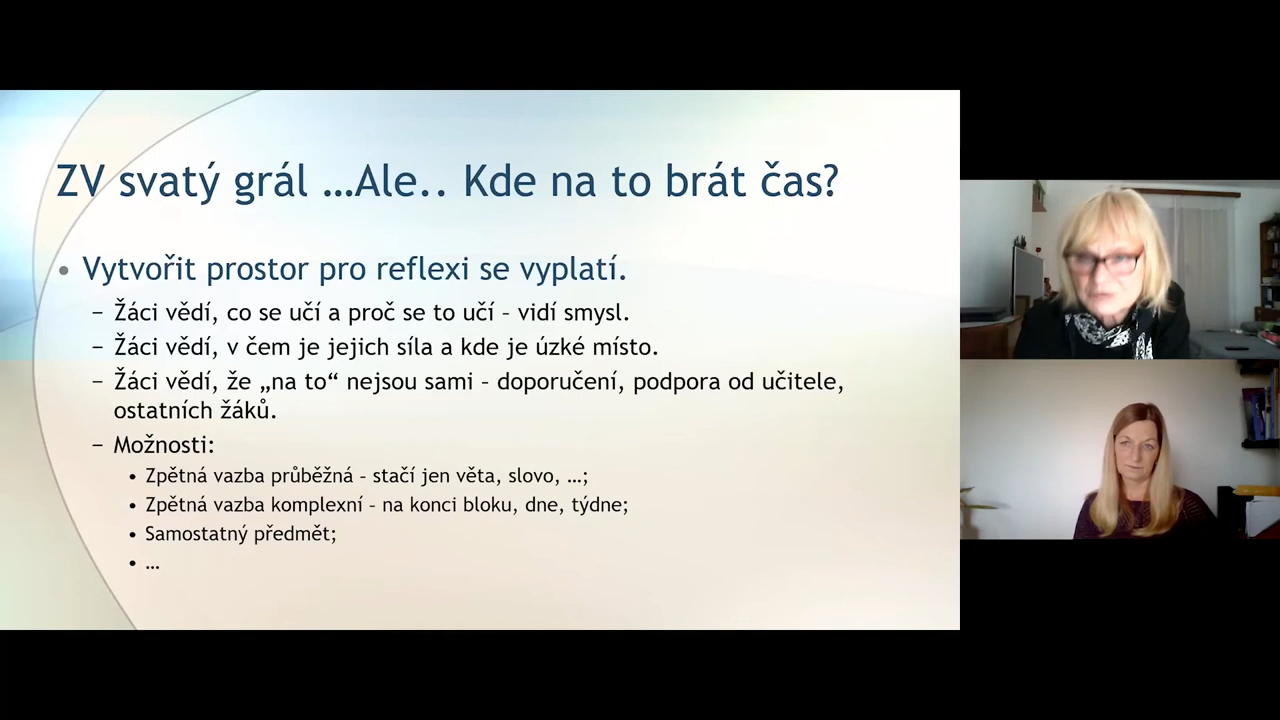 ZV svatý grál …Ale.. Kde na to brát čas?
• Vytvořit prostor pro reflexi se vyplatí.
– Žáci vědí, co se učí a proč se to učí – vidí smysl.
– Žáci vědí, v čem je jejich síla a kde je úzké místo.
– Žáci vědí, že „na to“ nejsou sami – doporučení, podpora od učitele,
ostatních žáků.
– Možnosti:
• Zpětná vazba průběžná – stačí jen věta, slovo, …;
• Zpětná vazba komplexní – na konci bloku, dne, týdne;
• Samostatný předmět;
• …